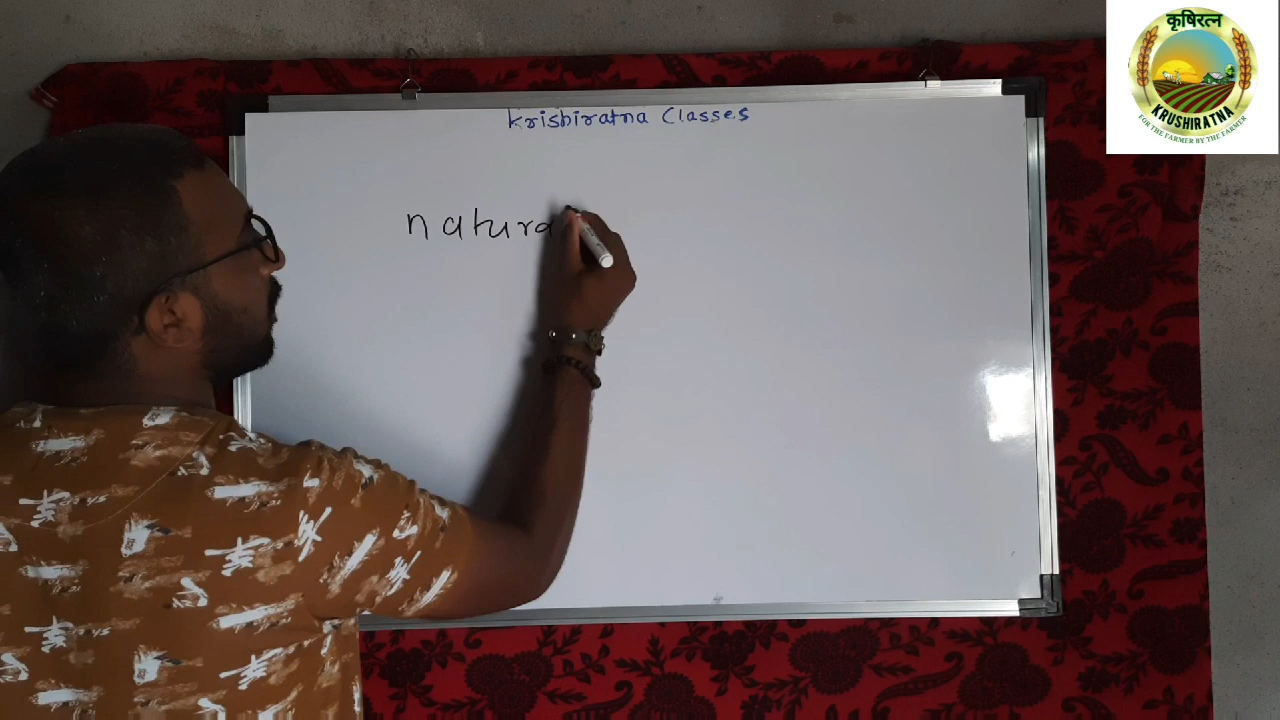 कृषिरत्न
KRUSHIRATNA
FOR THE FARMER BY THE FARMER
Krishiratna Classes
natura